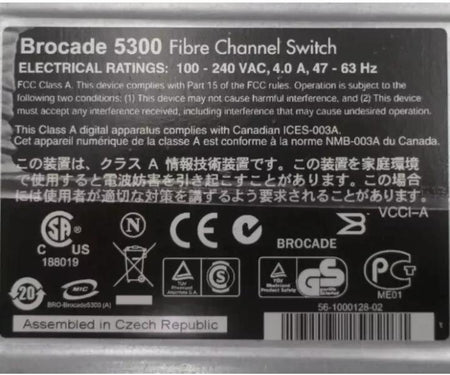 Brocade 5300 Fibre Channel Switch
ELECTRICAL RATINGS: 100 - 240 VAC, 4.0 A, 47 - 63 Hz
FCC Class A. This device complies with Part 15 of the FCC rules. Operation is subject to the
following two conditions: (1) This device may not cause harmful interference, and (2) This device
must accept any interference received, including interference that may cause undesired operation.
This Class A digital apparatus complies with Canadian ICES-003A.
Cet appareil numérique de la classe A est conforme à la norme NMB-003A du Canada.
この装置は、クラス A 情報技術装置です。この装置を家庭環境
で使用すると電波妨害を引き起こすことがあります。この場合
には使用者が適切な対策を講ずるよう要求されることがあります。
VCCI-A
SA
C US
188019
N
CE
BROCADE
TÜV
S
TÜV
Product Safety
GS
PC
ME01
20
MIC
BRO-Brocade5300 (A)
56-1000128-02
Assembled in Czech Republic